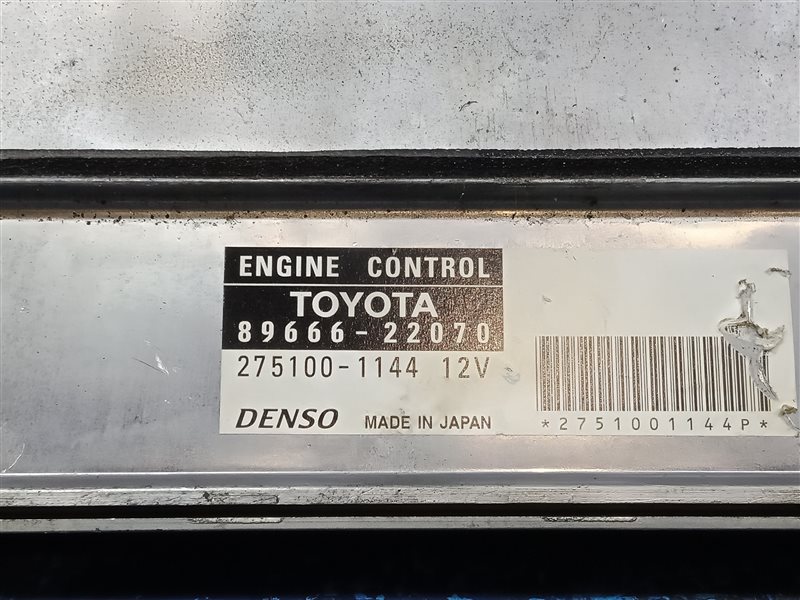 ENGINE CONTROL
TOYOTA
89666-22070
275100-1144 12V
DENSO MADE IN JAPAN
*2751001144P*